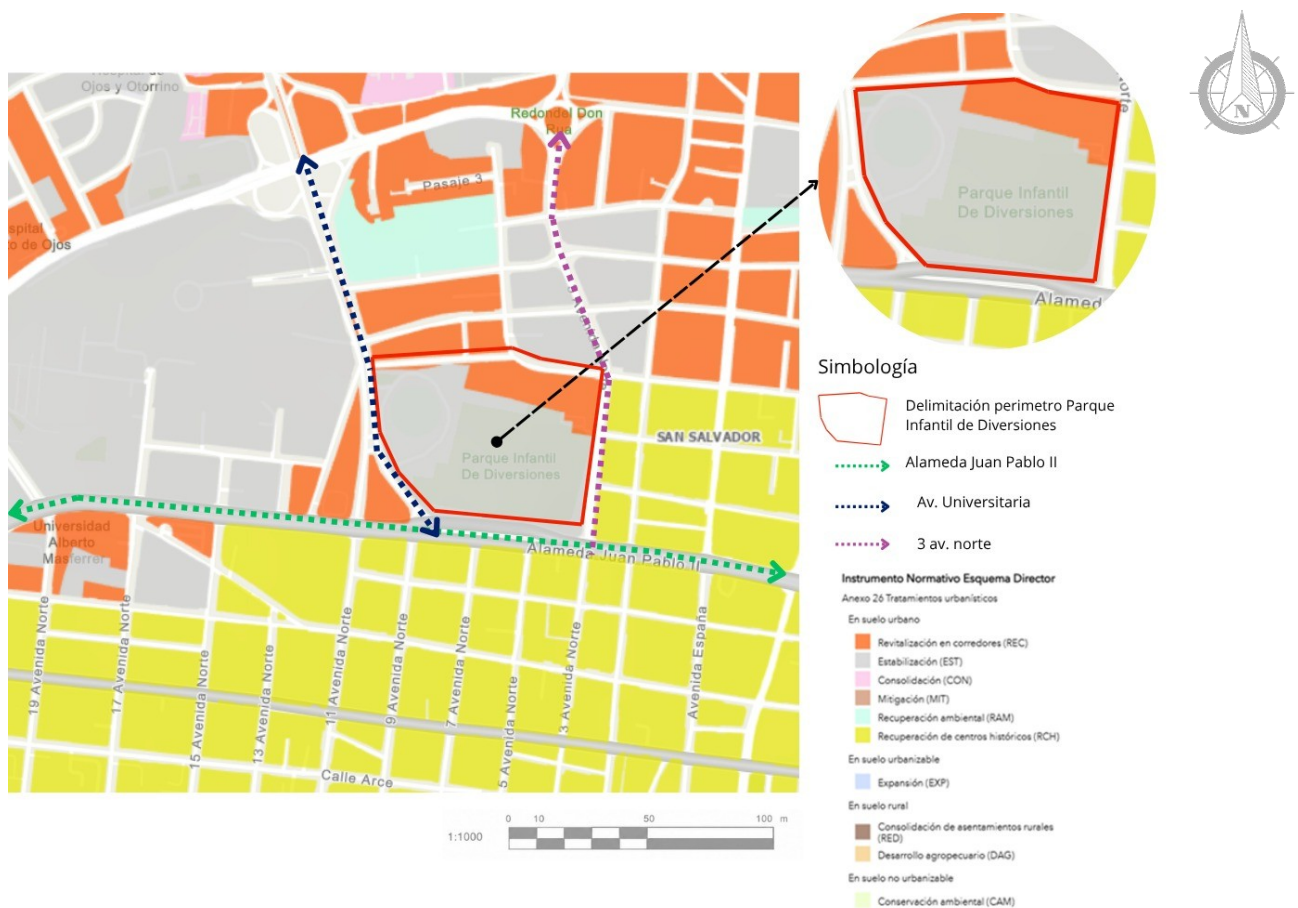 Ojos y Otorrino
Redondel Don
Rua
Pasaje 3
spital
o de Ojos
SAN SALVADOR
Parque Infantil
De Diversiones
Universidad
Alberto
Masferrer
Alameda Juan Pablo II
19 Avenida Norte
17 Avenida Norte
15 Avenida Norte
13 Avenida Norte
11 Avenida Norte
9 Avenida Norte
7 Avenida Norte
5 Avenida Norte
3 Avenida Norte
Avenida España
Calle Arce
1:1000
0 10 50 100 m
N
Norte
Parque Infantil
De Diversiones
Alamed
Simbología
Delimitación perimetro Parque
Infantil de Diversiones
Alameda Juan Pablo II
Av. Universitaria
3 av. norte
Instrumento Normativo Esquema Director
Anexo 26 Tratamientos urbanísticos
En suelo urbano
Revitalización en corredores (REC)
Estabilización (EST)
Consolidación (CON)
Mitigación (MIT)
Recuperación ambiental (RAM)
Recuperación de centros históricos (RCH)
En suelo urbanizable
Expansión (EXP)
En suelo rural
Consolidación de asentamientos rurales
(RED)
Desarrollo agropecuario (DAG)
En suelo no urbanizable
Conservación ambiental (CAM)